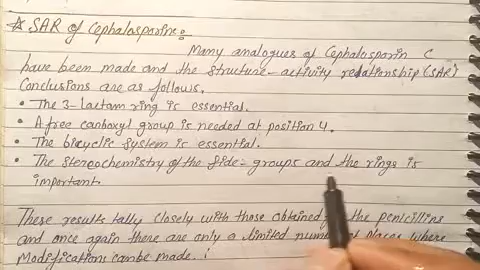 * SAR of Cephalosporins:
Many analogues of Cephalosporin C
have been made and the structure-activity relationship (SAR)
Conclusions are as follows.
• The 3-lactam ring is essential.
• A free carboxyl group is needed at position 4.
• The bicyclic system is essential.
• The stereochemistry of the side-groups and the rings is
important.
These results tally closely with those obtained the penicillins
and once again there are only a limited places where
Modifications can be made.